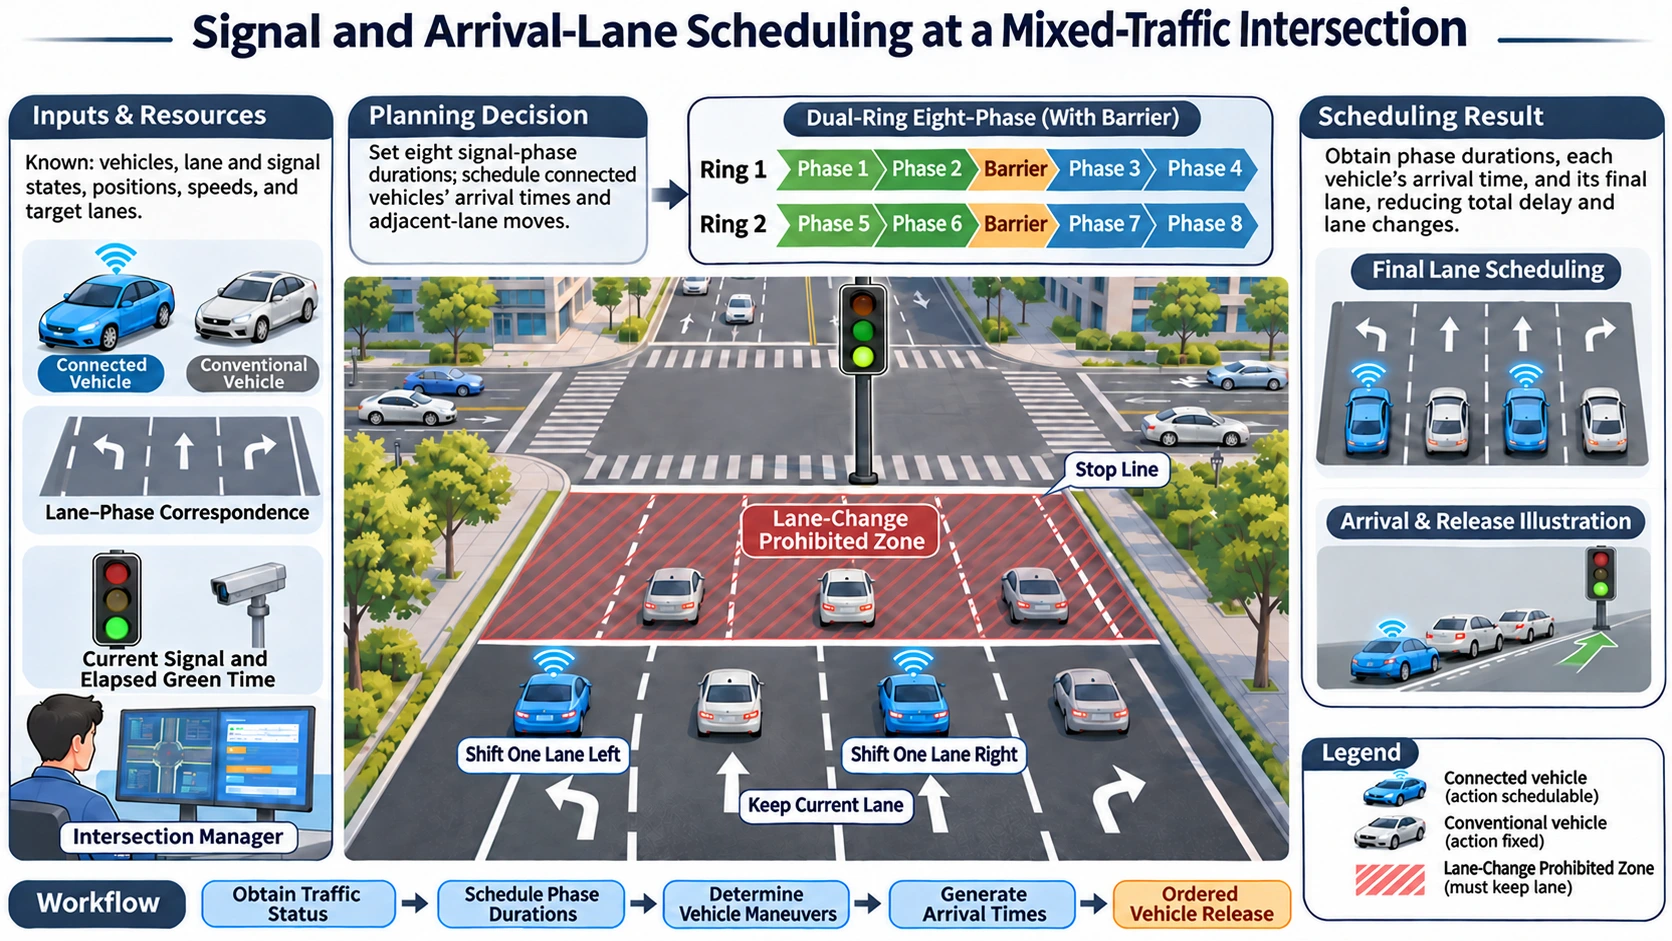 Signal and Arrival-Lane Scheduling at a Mixed-Traffic Intersection
Inputs & Resources
Known: vehicles, lane and signal
states, positions, speeds, and
target lanes.
Connected
Vehicle
Conventional
Vehicle
Lane–Phase Correspondence
Current Signal and
Elapsed Green Time
Intersection Manager
Planning Decision
Set eight signal-phase
durations; schedule connected
vehicles' arrival times and
adjacent-lane moves.
Dual-Ring Eight-Phase (With Barrier)
Ring 1 Phase 1 Phase 2 Barrier Phase 3 Phase 4
Ring 2 Phase 5 Phase 6 Barrier Phase 7 Phase 8
Stop Line
Lane-Change
Prohibited Zone
Shift One Lane Left
Shift One Lane Right
Keep Current Lane
Scheduling Result
Obtain phase durations, each
vehicle's arrival time, and its final
lane, reducing total delay and
lane changes.
Final Lane Scheduling
Arrival & Release Illustration
Legend
Connected vehicle
(action schedulable)
Conventional vehicle
(action fixed)
Lane-Change Prohibited Zone
(must keep lane)
Workflow
Obtain Traffic
Status
Schedule Phase
Durations
Determine
Vehicle Maneuvers
Generate
Arrival Times
Ordered
Vehicle Release